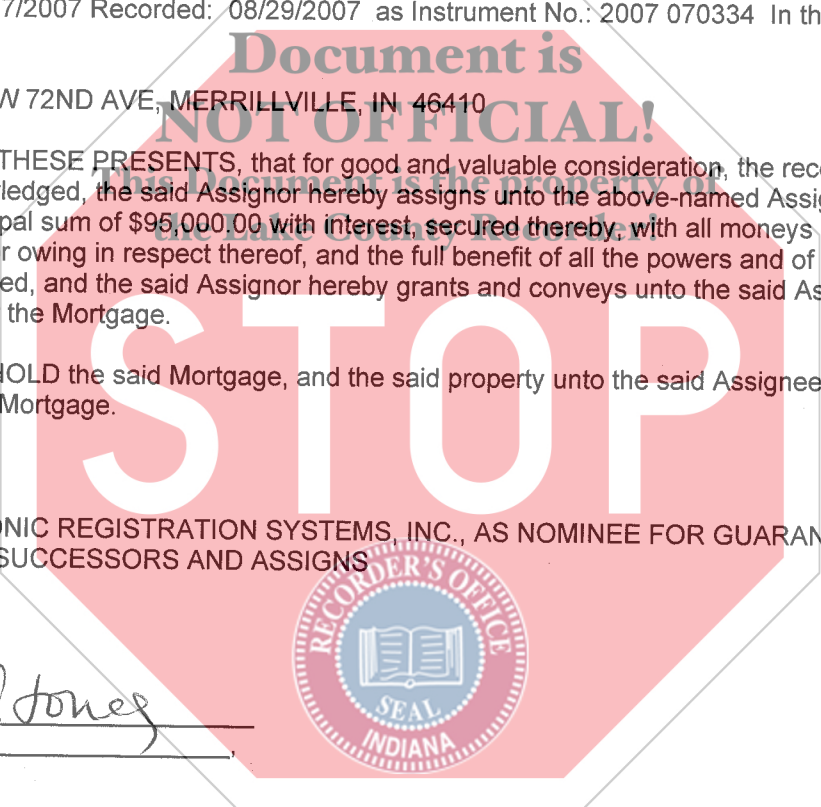 7/2007 Recorded: 08/29/2007 as Instrument No.: 2007 070334 In th
Document is
W 72ND AVE, MERRILLVILLE, IN 46410
NOT OFFICIAL!
THESE PRESENTS, that for good and valuable consideration, the rec
This Document is the property of
ledged, the said Assignor hereby assigns unto the above-named Assig
pal sum of $95,000.00 with interest, secured thereby, with all moneys
the Lake County Recorder!
r owing in respect thereof, and the full benefit of all the powers and of
ed, and the said Assignor hereby grants and conveys unto the said As
the Mortgage.
STOP
HOLD the said Mortgage, and the said property unto the said Assignee
Mortgage.
ONIC REGISTRATION SYSTEMS, INC., AS NOMINEE FOR GUARAN
SUCCESSORS AND ASSIGNS
RECORDER'S OFFICE
SEAL
INDIANA
Jones